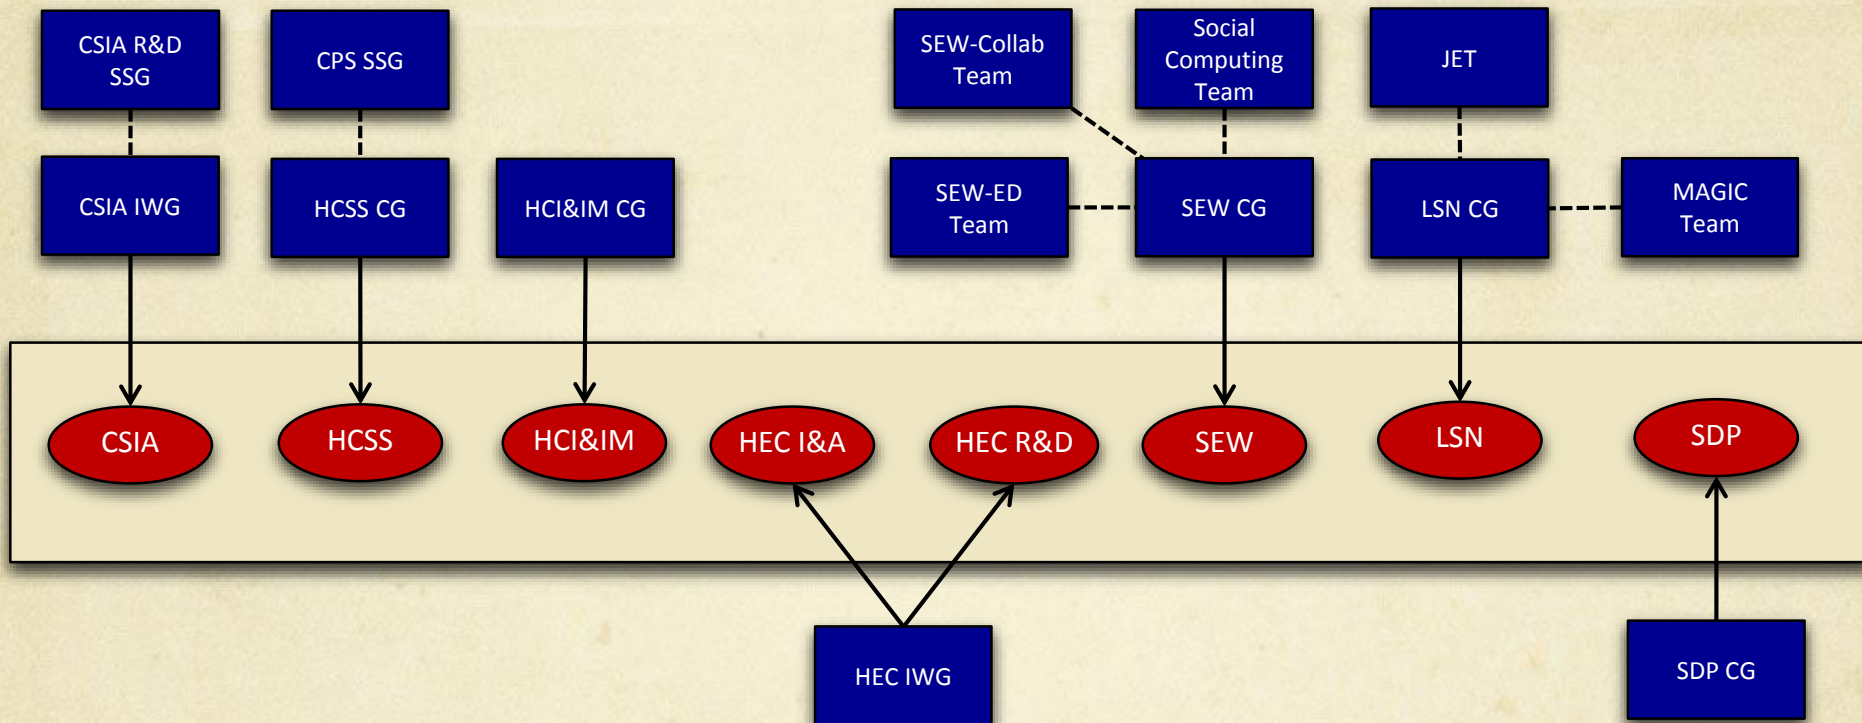 CSIA R&D
SSG
CPS SSG
SEW-Collab
Team
Social
Computing
Team
JET
CSIA IWG
HCSS CG
HCI&IM CG
SEW-ED
Team
SEW CG
LSN CG
MAGIC
Team
CSIA
HCSS
HCI&IM
HEC I&A
HEC R&D
SEW
LSN
SDP
HEC IWG
SDP CG